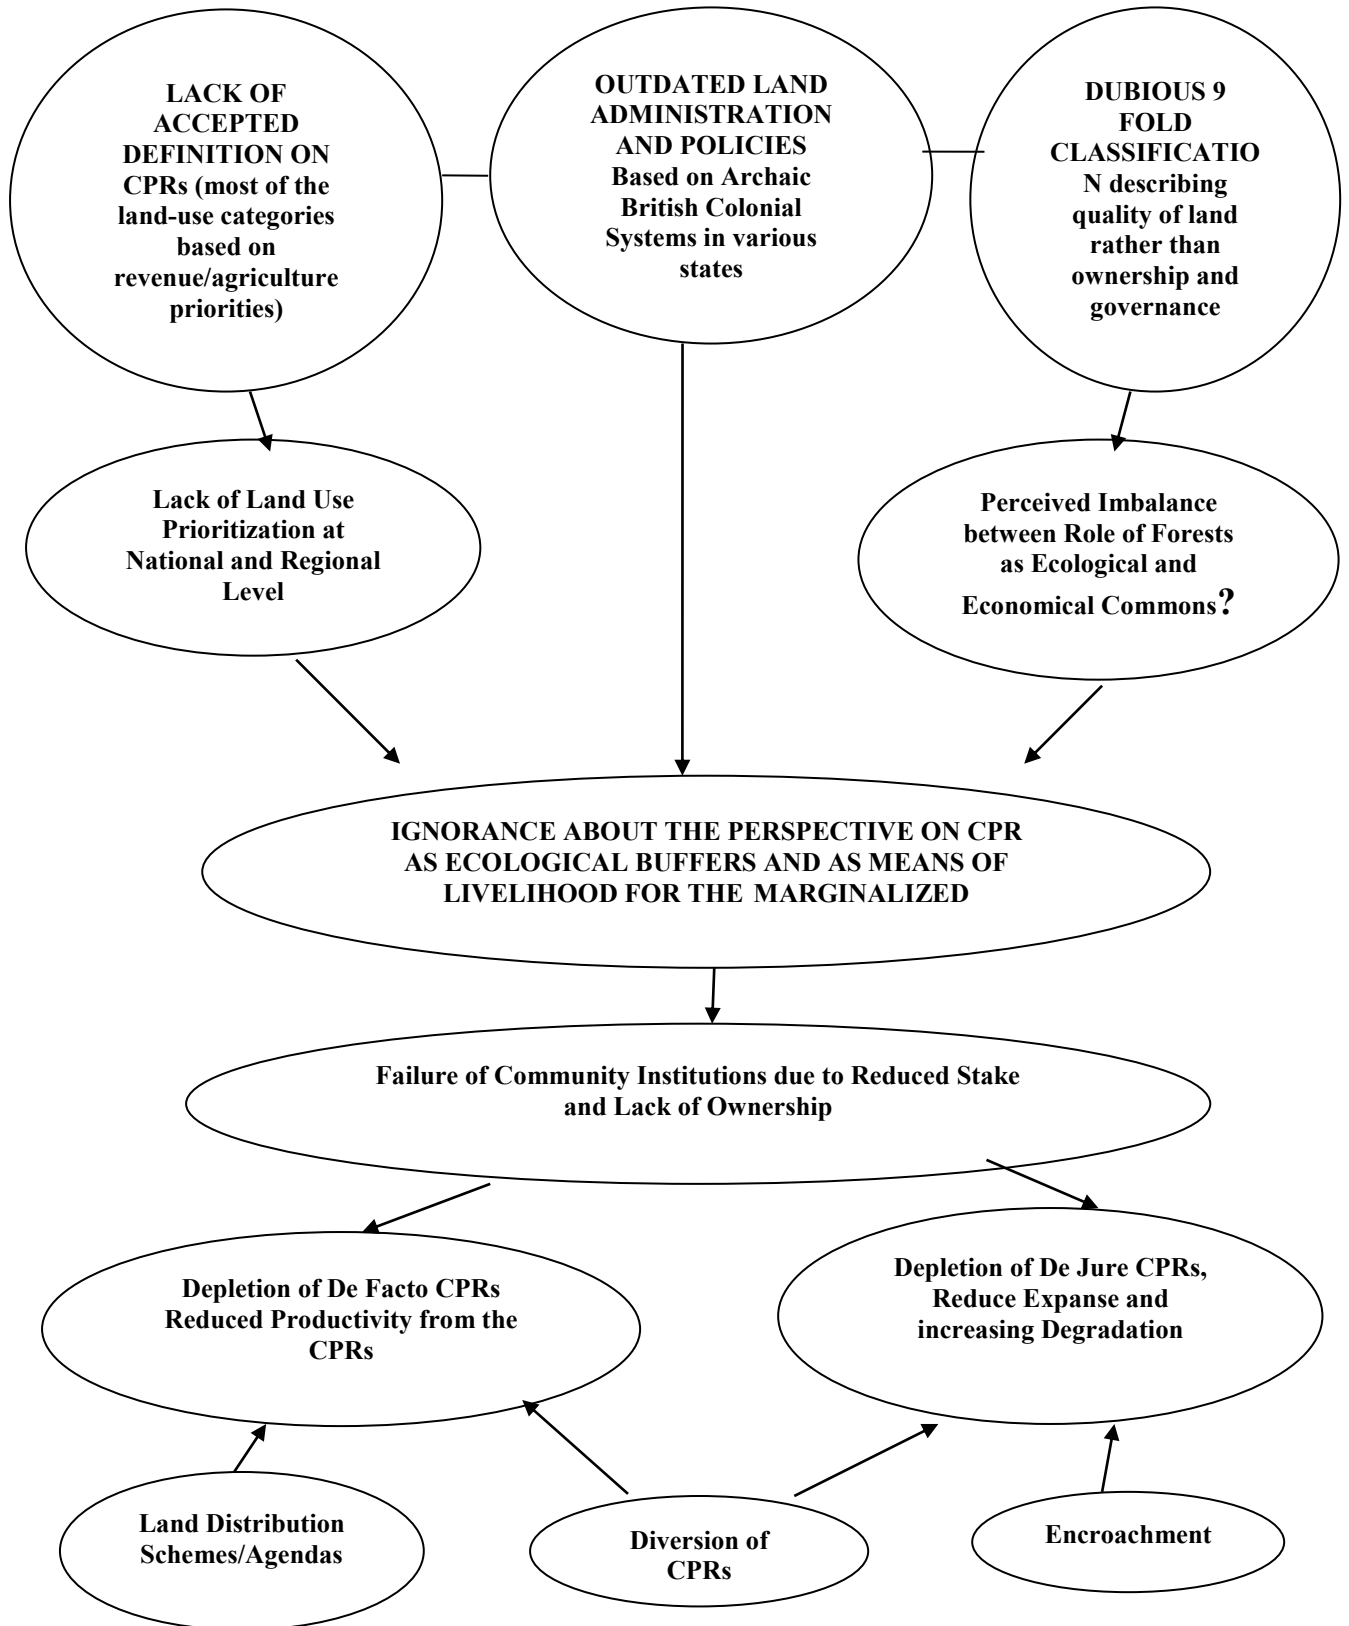 LACK OF
ACCEPTED
DEFINITION ON
CPRs (most of the
land-use categories
based on
revenue/agriculture
priorities)
OUTDATED LAND
ADMINISTRATION
AND POLICIES
Based on Archaic
British Colonial
Systems in various
states
DUBIOUS 9
FOLD
CLASSIFICATIO
N describing
quality of land
rather than
ownership and
governance
Lack of Land Use
Prioritization at
National and Regional
Level
Perceived Imbalance
between Role of Forests
as Ecological and
Economical Commons?
IGNORANCE ABOUT THE PERSPECTIVE ON CPR
AS ECOLOGICAL BUFFERS AND AS MEANS OF
LIVELIHOOD FOR THE MARGINALIZED
Failure of Community Institutions due to Reduced Stake
and Lack of Ownership
Depletion of De Facto CPRs
Reduced Productivity from the
CPRs
Depletion of De Jure CPRs,
Reduce Expanse and
increasing Degradation
Land Distribution
Schemes/Agendas
Diversion of
CPRs
Encroachment